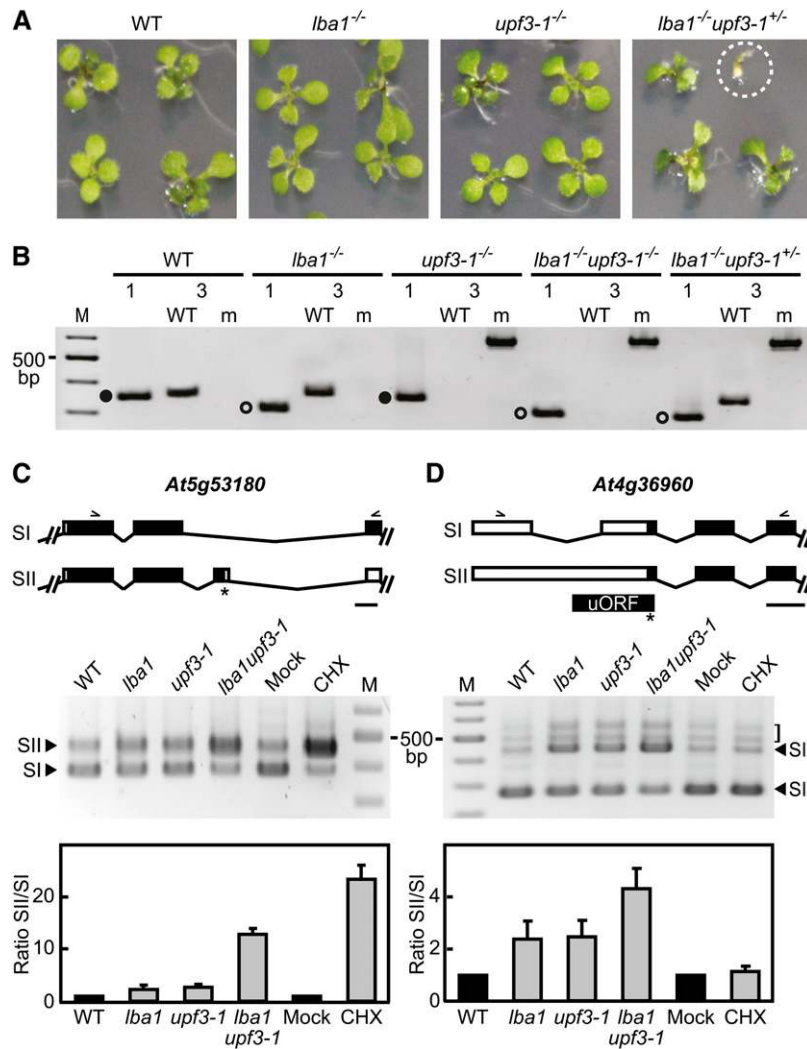 A
WT
lba1-/-
upf3-1-/-
lba1-/-upf3-1+/-
B
WT
lba1-/-
upf3-1-/-
lba1-/-upf3-1-/-
lba1-/-upf3-1+/-
1 3 1 3 1 3 1 3 1 3
M WT m WT m WT m WT m WT m
500
bp
C
At5g53180
SI
SII
*
WT lba1 upf3-1 lba1upf3-1 Mock CHX M
SII
SI
500
bp
Ratio SII/SI
20
10
0
WT lba1 upf3-1 lba1 upf3-1 Mock CHX
D
At4g36960
SI
SII
uORF
*
M WT lba1 upf3-1 lba1upf3-1 Mock CHX
]
SI
SI
Ratio SII/SI
4
2
0
WT lba1 upf3-1 lba1 upf3-1 Mock CHX